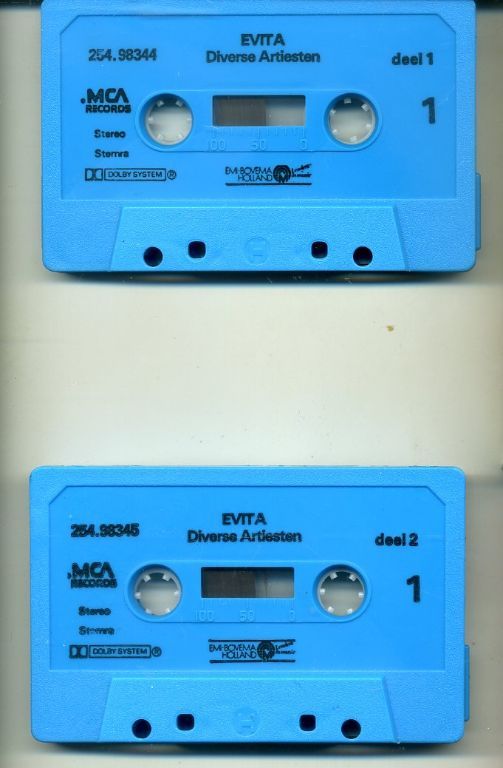 EVITA
254.98344
Diverse Artiesten
deel 1
.MCA
RECORDS
1
Stereo
100 50 0
Stemra
EMI-BOVEMA
HOLLAND
DOLBY SYSTEM ®
EVITA
254.98345
Diverse Artiesten
deel 2
.MCA
RECORDS
1
Stereo
100 50 0
Stemra
EMI-BOVEMA
HOLLAND
DOLBY SYSTEM ®